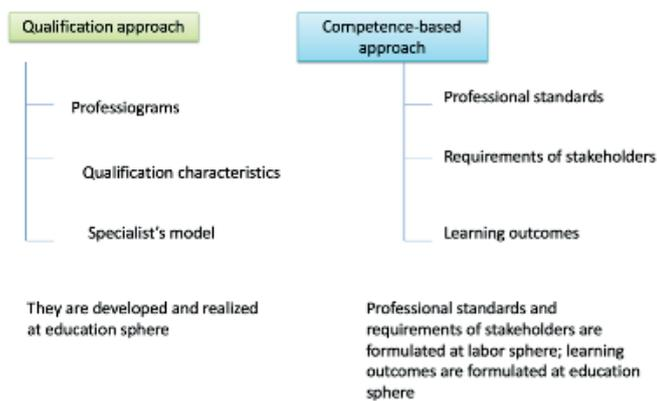 Qualification approach
Professiograms
Qualification characteristics
Specialist's model
They are developed and realized
at education sphere
Competence-based
approach
Professional standards
Requirements of stakeholders
Learning outcomes
Professional standards and
requirements of stakeholders are
formulated at labor sphere; learning
outcomes are formulated at education
sphere